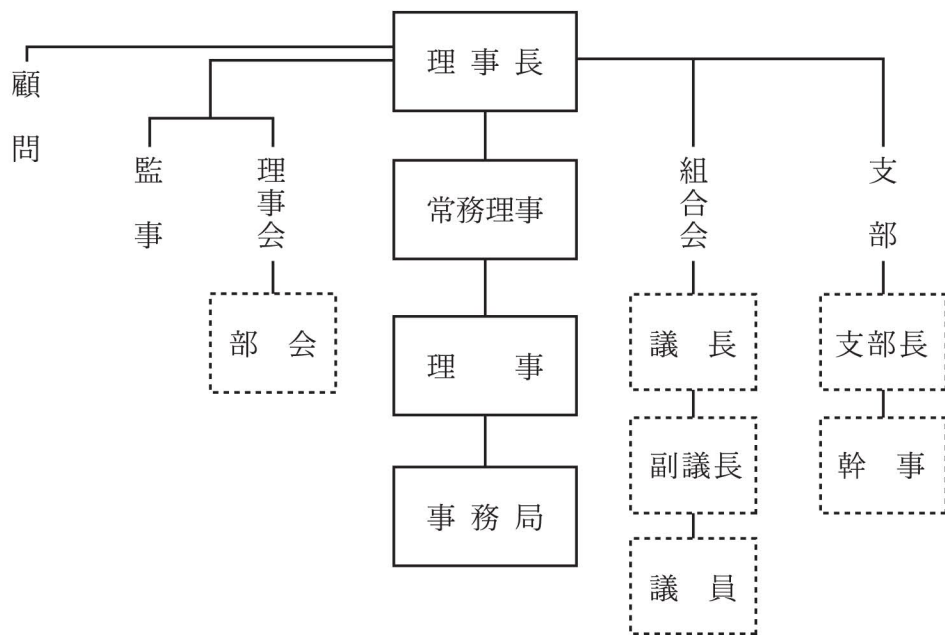 理事長
顧問
監事
理事会
部会
常務理事
理事
事務局
組合会
議長
副議長
議員
支部
支部長
幹事